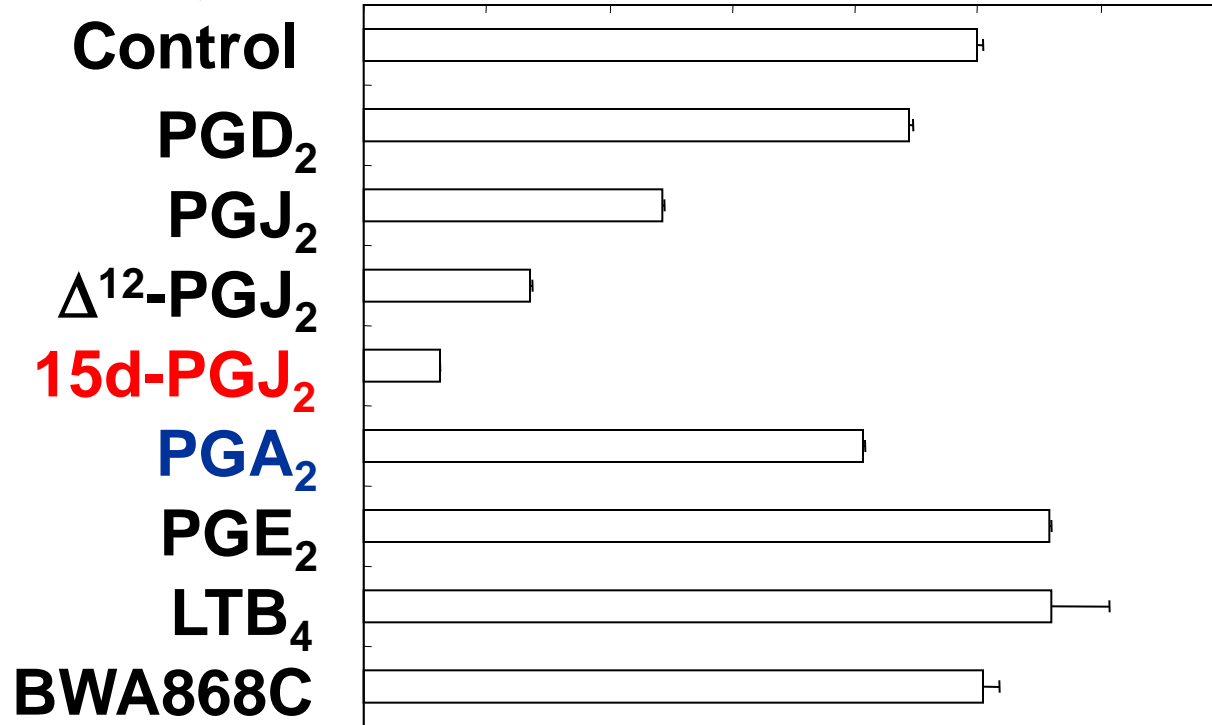 Control
PGD₂
PGJ₂
Δ¹²-PGJ₂
15d-PGJ₂
PGA₂
PGE₂
LTB₄
BWA868C